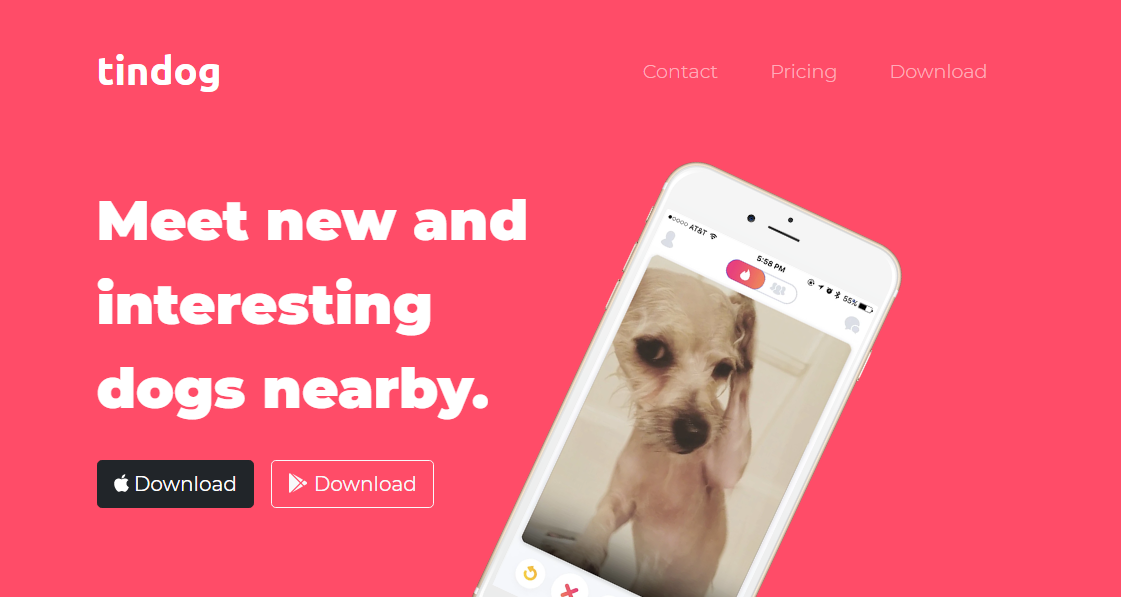 tindog
Contact Pricing Download
Meet new and
interesting
dogs nearby.
Download Download
AT&T
5:58 PM
55%